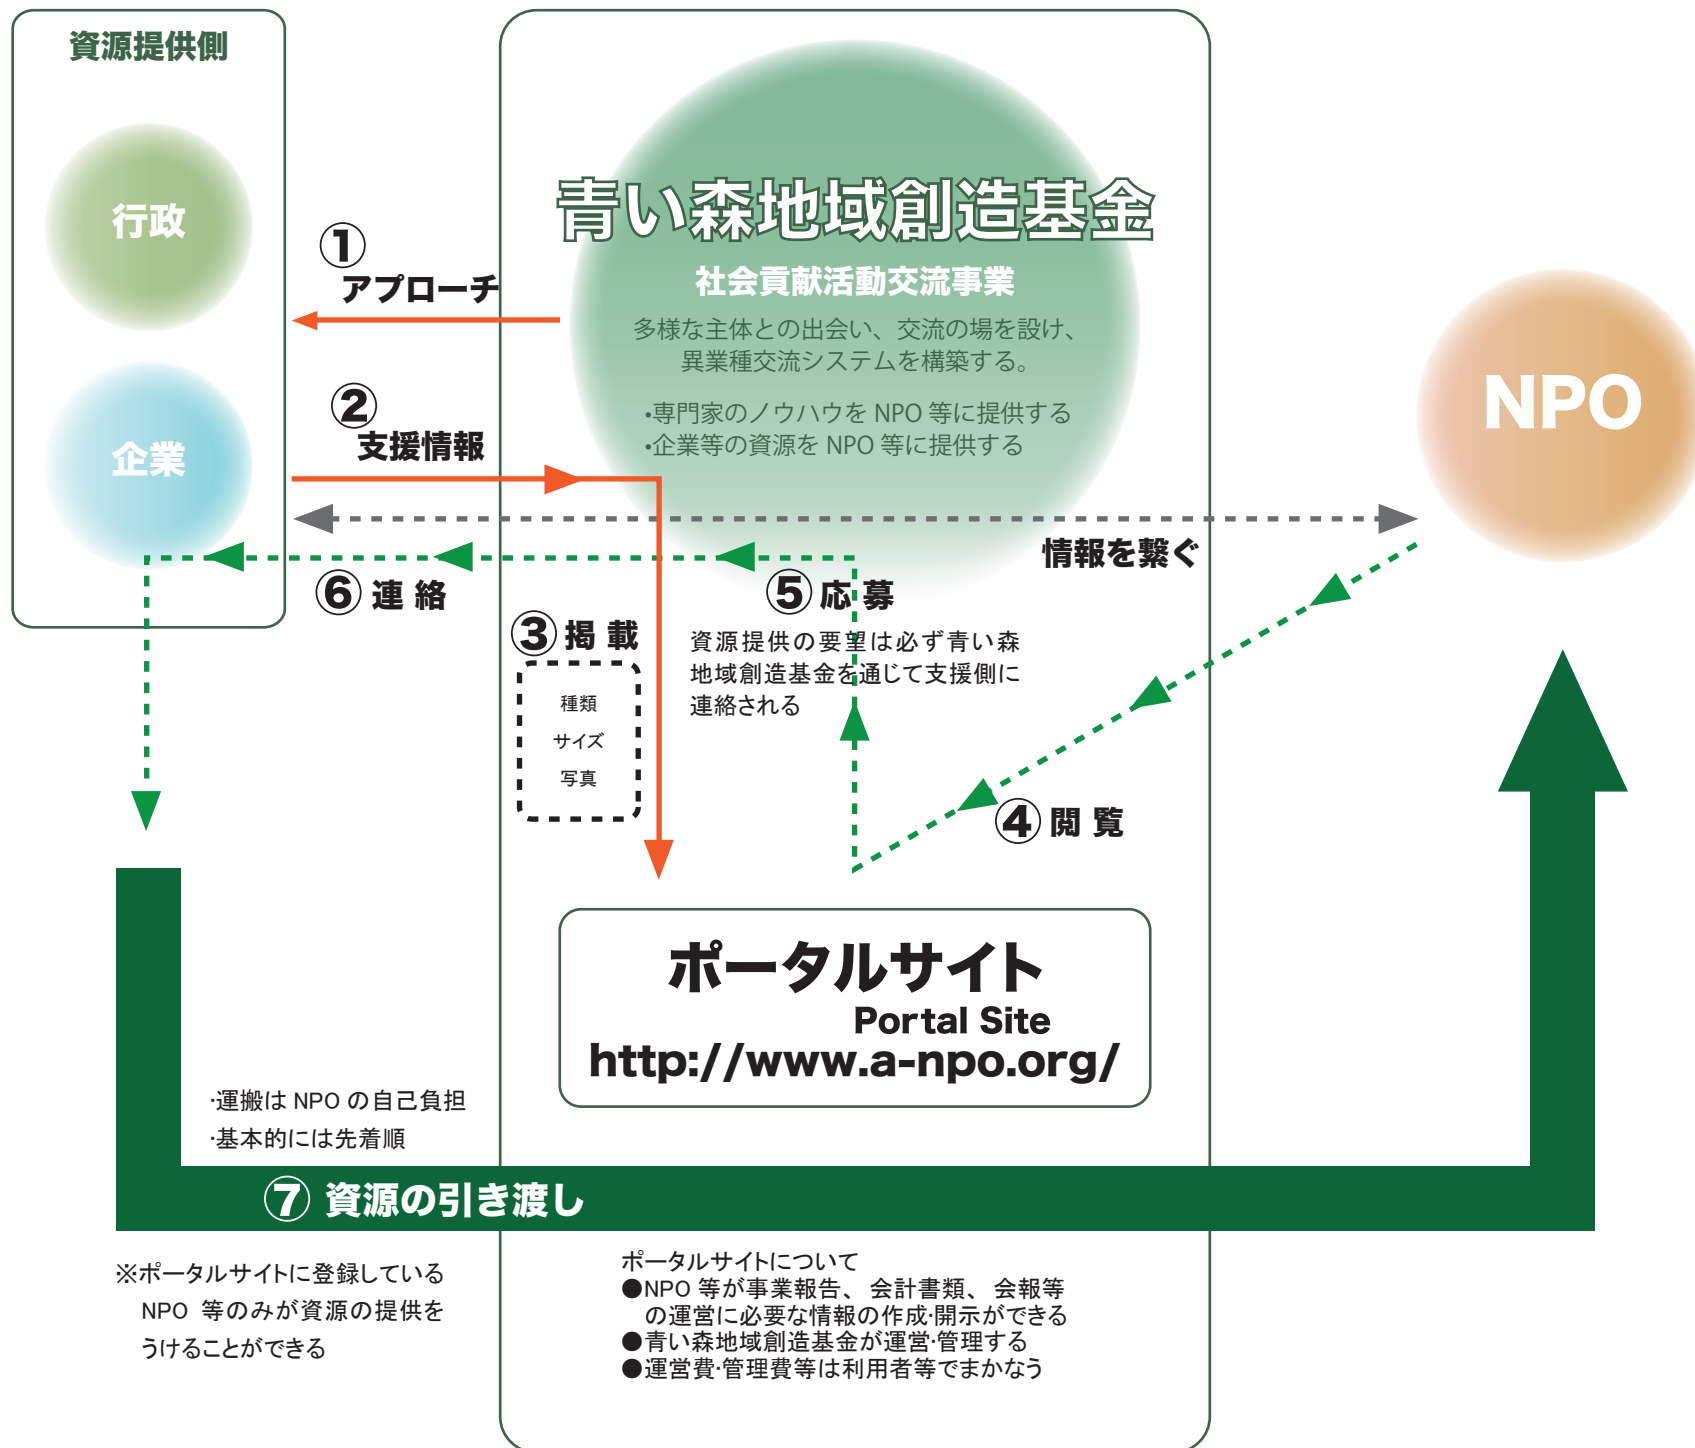 資源提供側
行政
企業
①
アプローチ
②
支援情報
青い森地域創造基金
社会貢献活動交流事業
多様な主体との出会い、交流の場を設け、
異業種交流システムを構築する。
•専門家のノウハウを NPO 等に提供する
•企業等の資源を NPO 等に提供する
NPO
情報を繋ぐ
⑥ 連 絡
⑤ 応 募
資源提供の要望は必ず青い森
地域創造基金を通じて支援側に
連絡される
③ 掲 載
種類
サイズ
写真
④ 閲 覧
ポータルサイト
Portal Site
http://www.a-npo.org/
·運搬は NPO の自己負担
·基本的には先着順
⑦ 資源の引き渡し
※ポータルサイトに登録している
NPO 等のみが資源の提供を
うけることができる
ポータルサイトについて
●NPO 等が事業報告、会計書類、会報等
の運営に必要な情報の作成·開示ができる
●青い森地域創造基金が運営·管理する
●運営費·管理費等は利用者等でまかなう